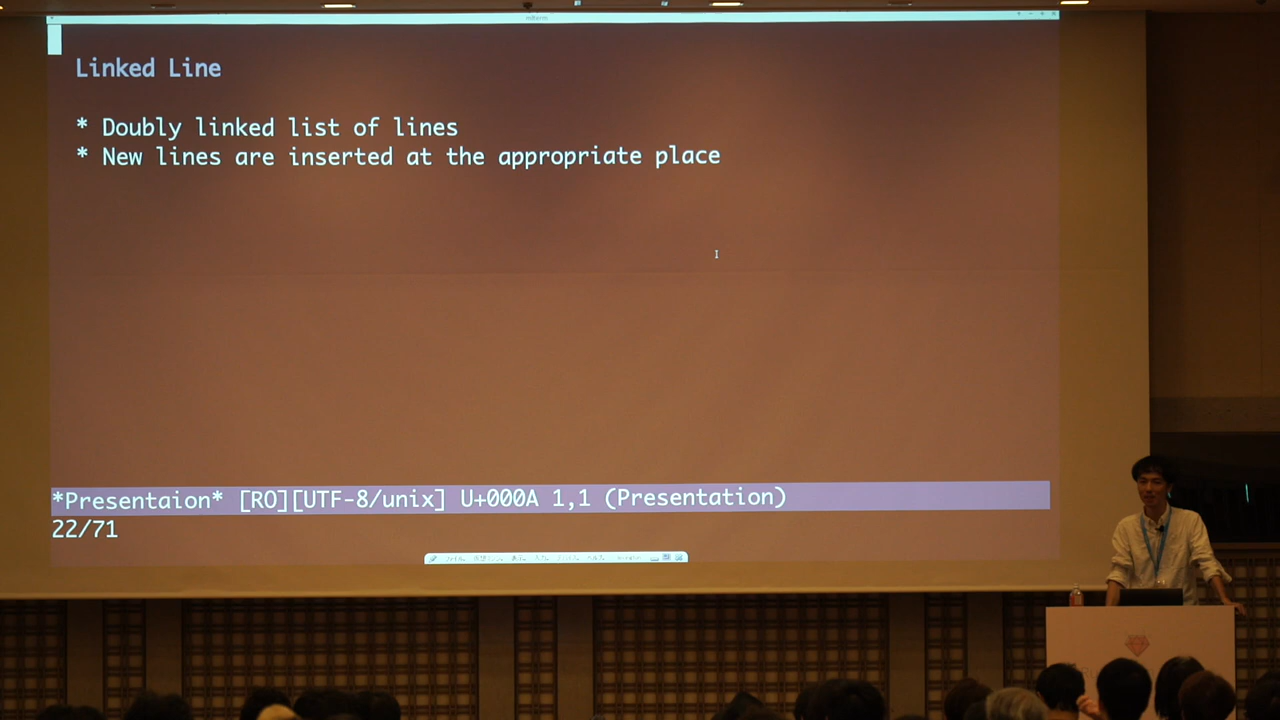 mlterm
Linked Line
* Doubly linked list of lines
* New lines are inserted at the appropriate place
*Presentaion* [RO][UTF-8/unix] U+000A 1,1 (Presentation)
22/71